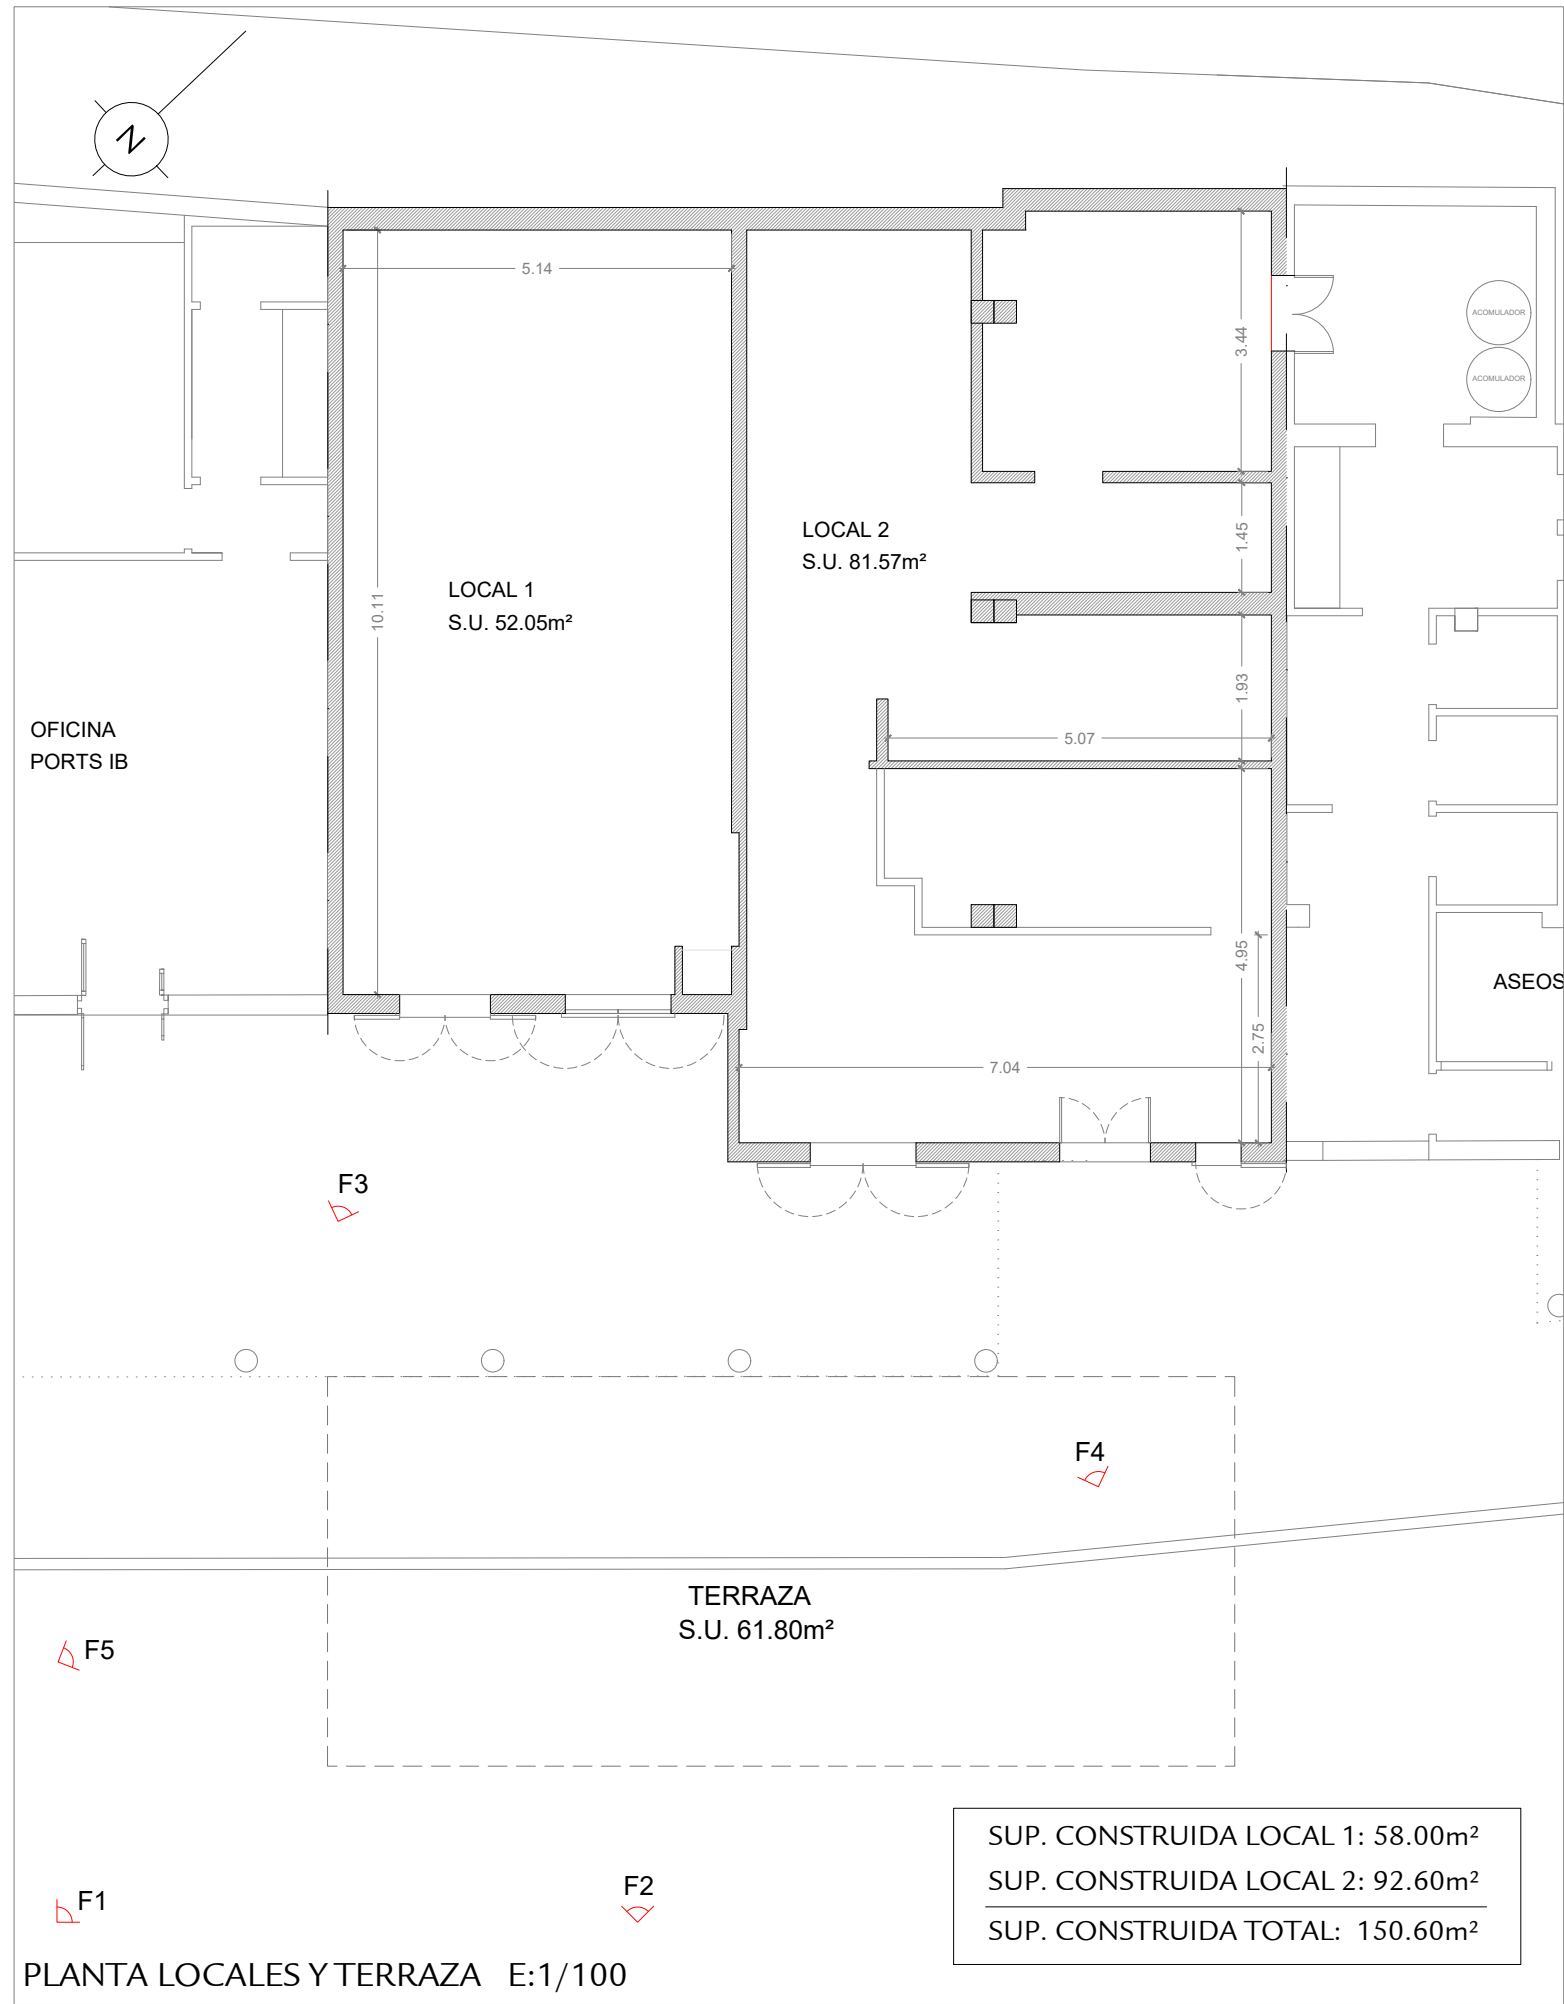 N
5.14
3.44
ACOMULADOR
ACOMULADOR
LOCAL 2
S.U. 81.57m²
1.45
LOCAL 1
S.U. 52.05m²
10.11
1.93
OFICINA
PORTS IB
5.07
4.95
ASEOS
2.75
7.04
F3
F4
TERRAZA
S.U. 61.80m²
F5
SUP. CONSTRUIDA LOCAL 1: 58.00m²
SUP. CONSTRUIDA LOCAL 2: 92.60m²
SUP. CONSTRUIDA TOTAL: 150.60m²
F1
F2
PLANTA LOCALES Y TERRAZA E:1/100